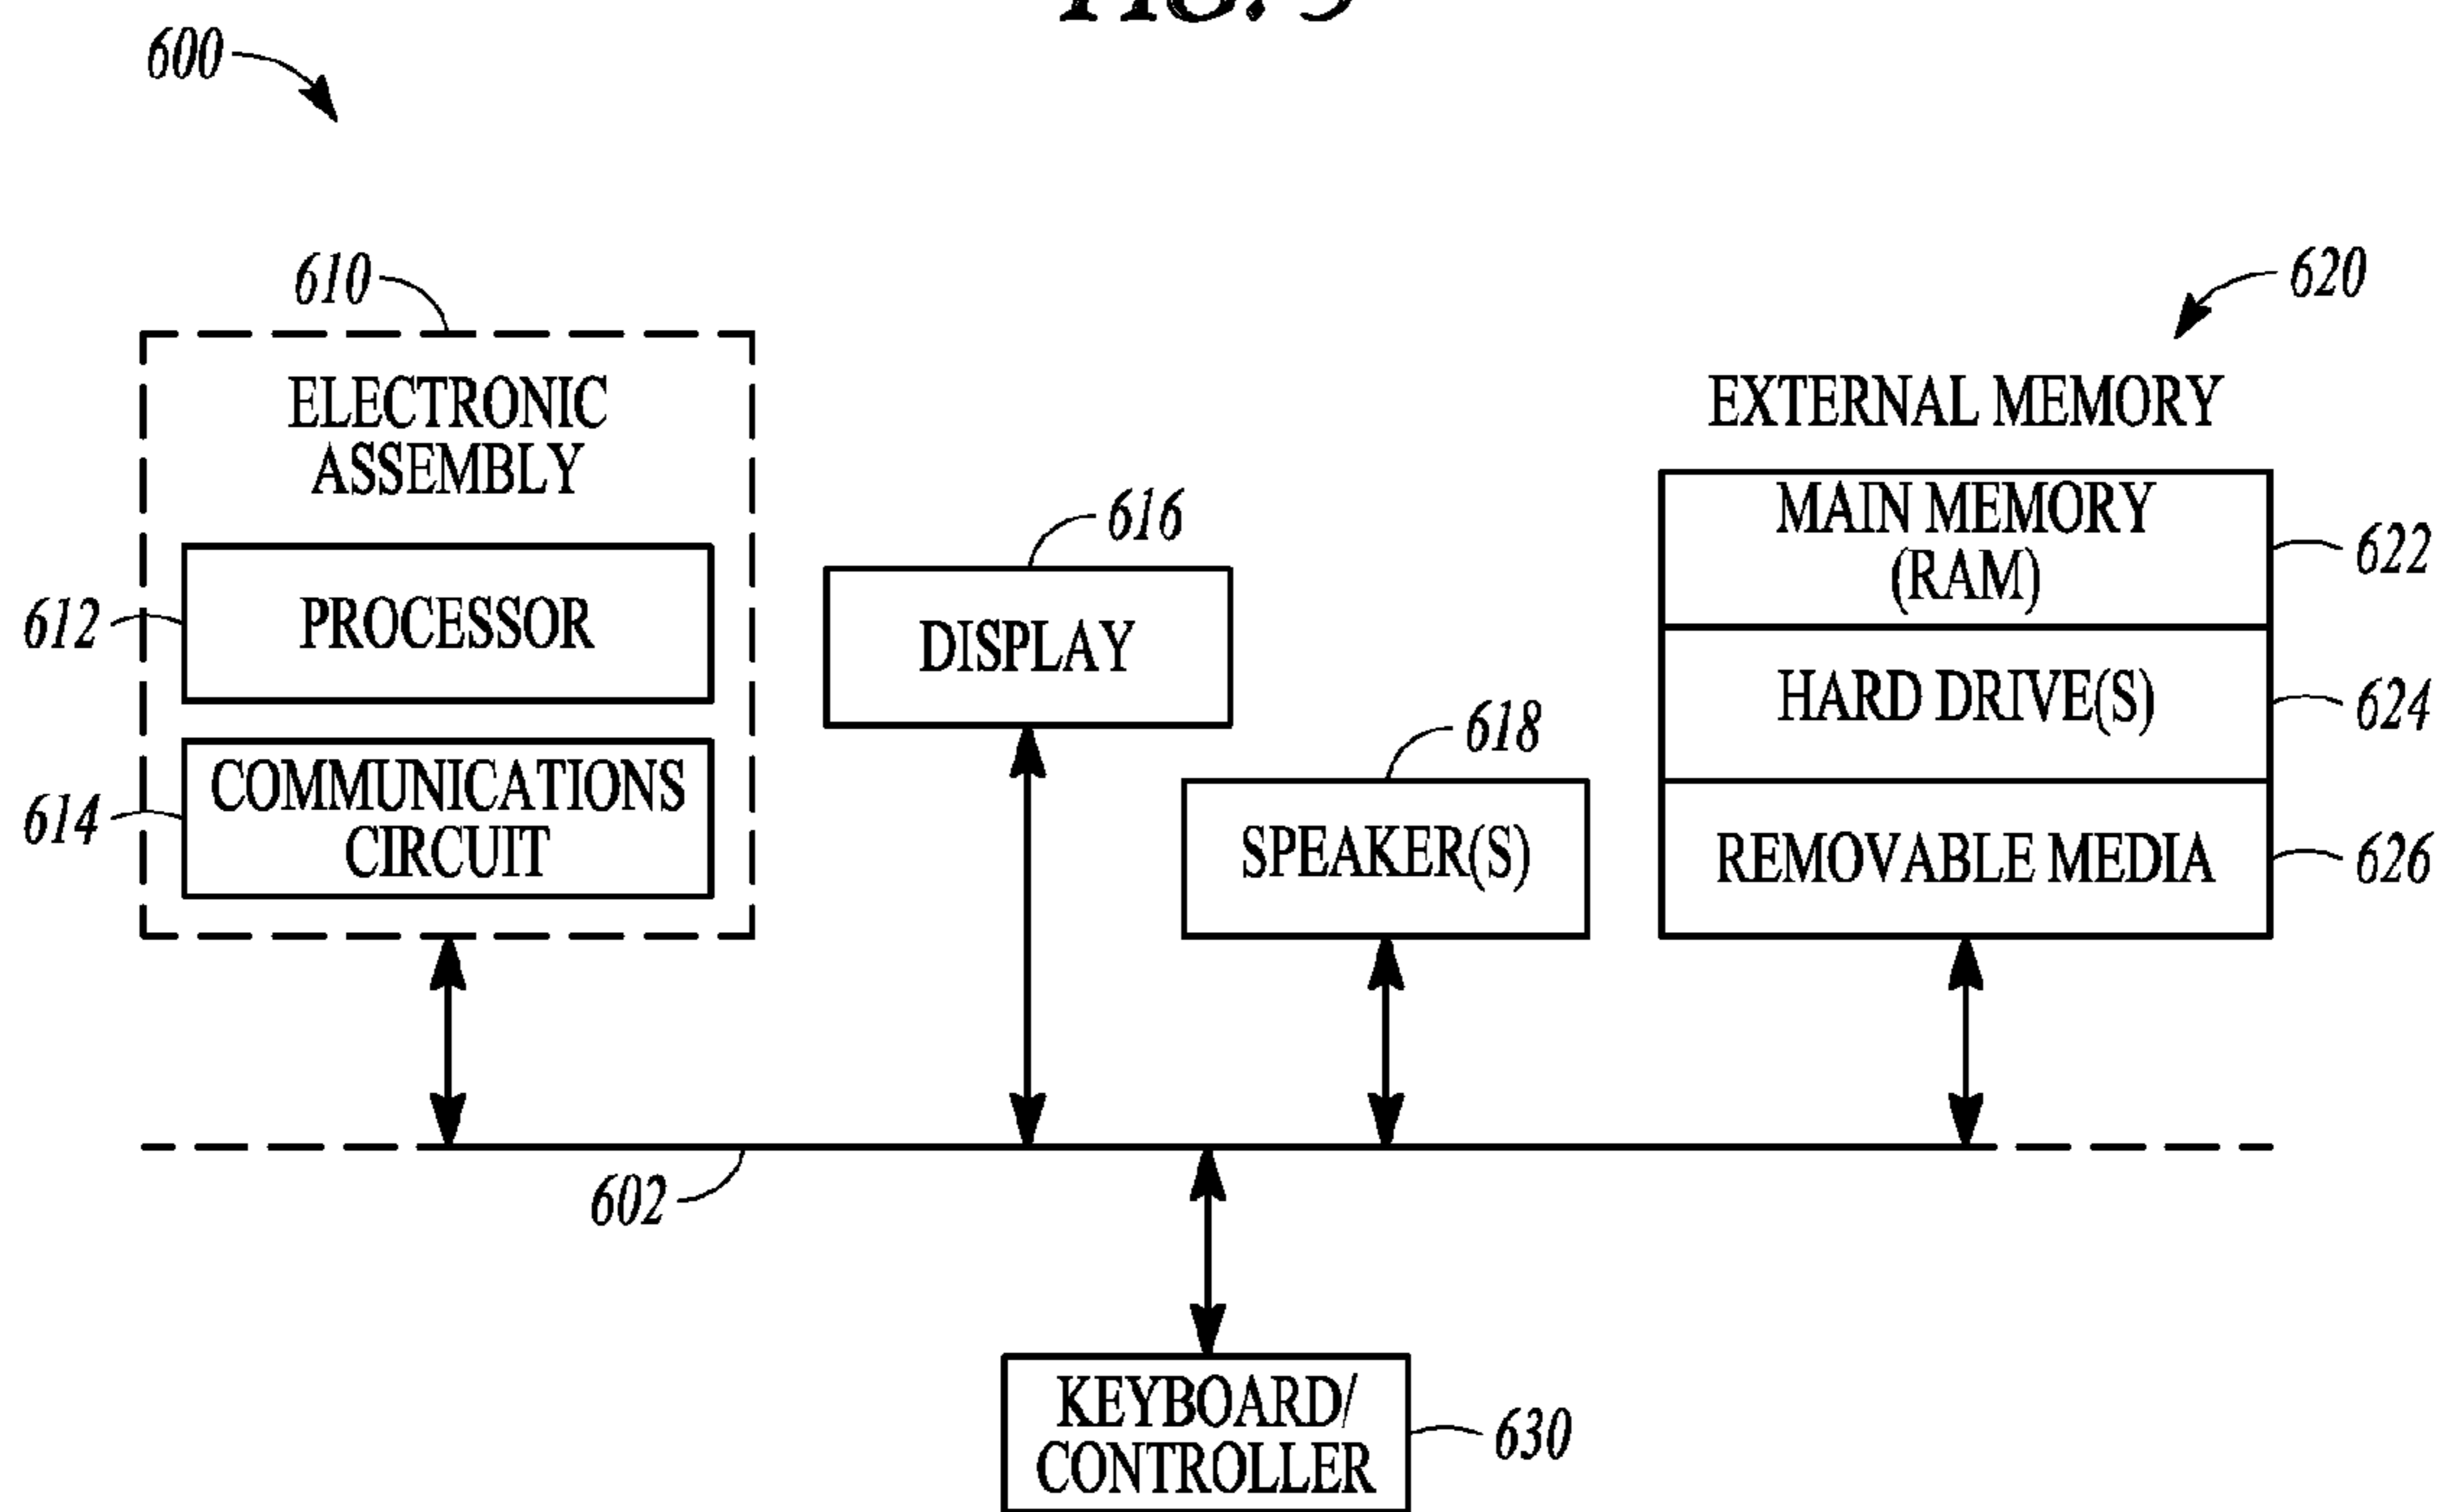 600
610
620
ELECTRONIC
ASSEMBLY
EXTERNAL MEMORY
616
MAIN MEMORY
(RAM)
622
612
PROCESSOR
DISPLAY
HARD DRIVE(S)
624
618
614
COMMUNICATIONS
CIRCUIT
SPEAKER(S)
REMOVABLE MEDIA
626
602
KEYBOARD/
CONTROLLER
630